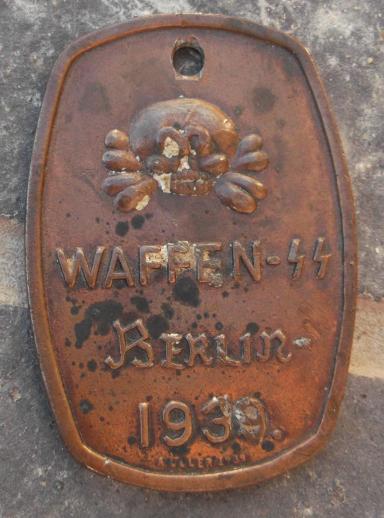 WAFFEN-SS
Berlin-
1939.